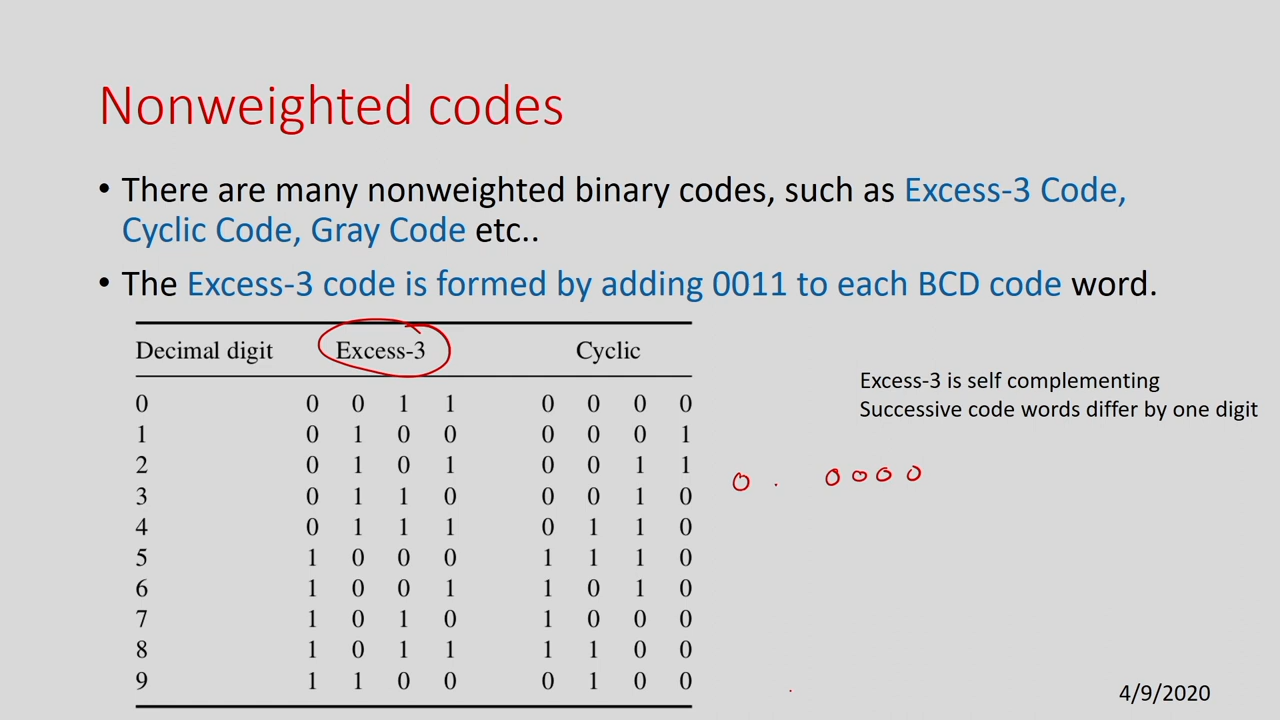 Nonweighted codes
• There are many nonweighted binary codes, such as Excess-3 Code,
Cyclic Code, Gray Code etc..
• The Excess-3 code is formed by adding 0011 to each BCD code word.
Decimal digit Excess-3 Cyclic
0 0 0 1 1 0 0 0 0
1 0 1 0 0 0 0 0 1
2 0 1 0 1 0 0 1 1
3 0 1 1 0 0 0 1 0
4 0 1 1 1 0 1 1 0
5 1 0 0 0 1 1 1 0
6 1 0 0 1 1 0 1 0
7 1 0 1 0 1 0 0 0
8 1 0 1 1 1 1 0 0
9 1 1 0 0 0 1 0 0
Excess-3 is self complementing
Successive code words differ by one digit
0 . 0000
4/9/2020